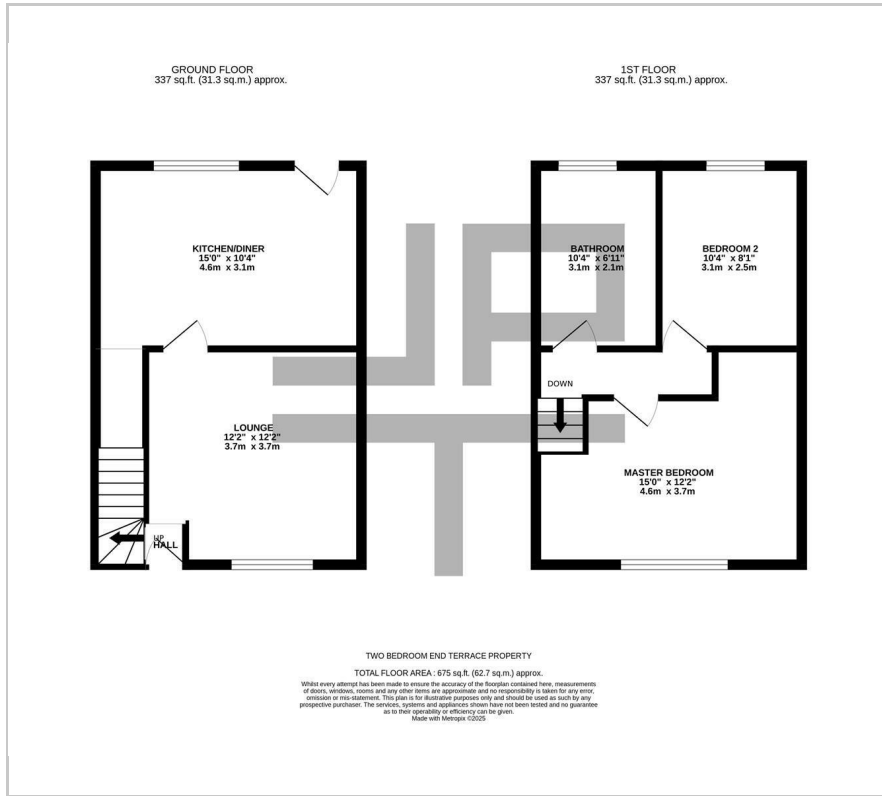 GROUND FLOOR
337 sq.ft. (31.3 sq.m.) approx.
1ST FLOOR
337 sq.ft. (31.3 sq.m.) approx.
KITCHEN/DINER
15'0" x 10'4"
4.6m x 3.1m
BATHROOM
10'4" x 6'11"
3.1m x 2.1m
BEDROOM 2
10'4" x 8'1"
3.1m x 2.5m
DOWN
LOUNGE
12'2" x 12'2"
3.7m x 3.7m
MASTER BEDROOM
15'0" x 12'2"
4.6m x 3.7m
UP
HALL
TWO BEDROOM END TERRACE PROPERTY
TOTAL FLOOR AREA : 675 sq.ft. (62.7 sq.m.) approx.
Whilst every attempt has been made to ensure the accuracy of the floorplan contained here, measurements
of doors, windows, rooms and any other items are approximate and no responsibility is taken for any error,
omission or mis-statement. This plan is for illustrative purposes only and should be used as such by any
prospective purchaser. The services, systems and appliances shown have not been tested and no guarantee
as to their operability or efficiency can be given.
Made with Metropix ©2025